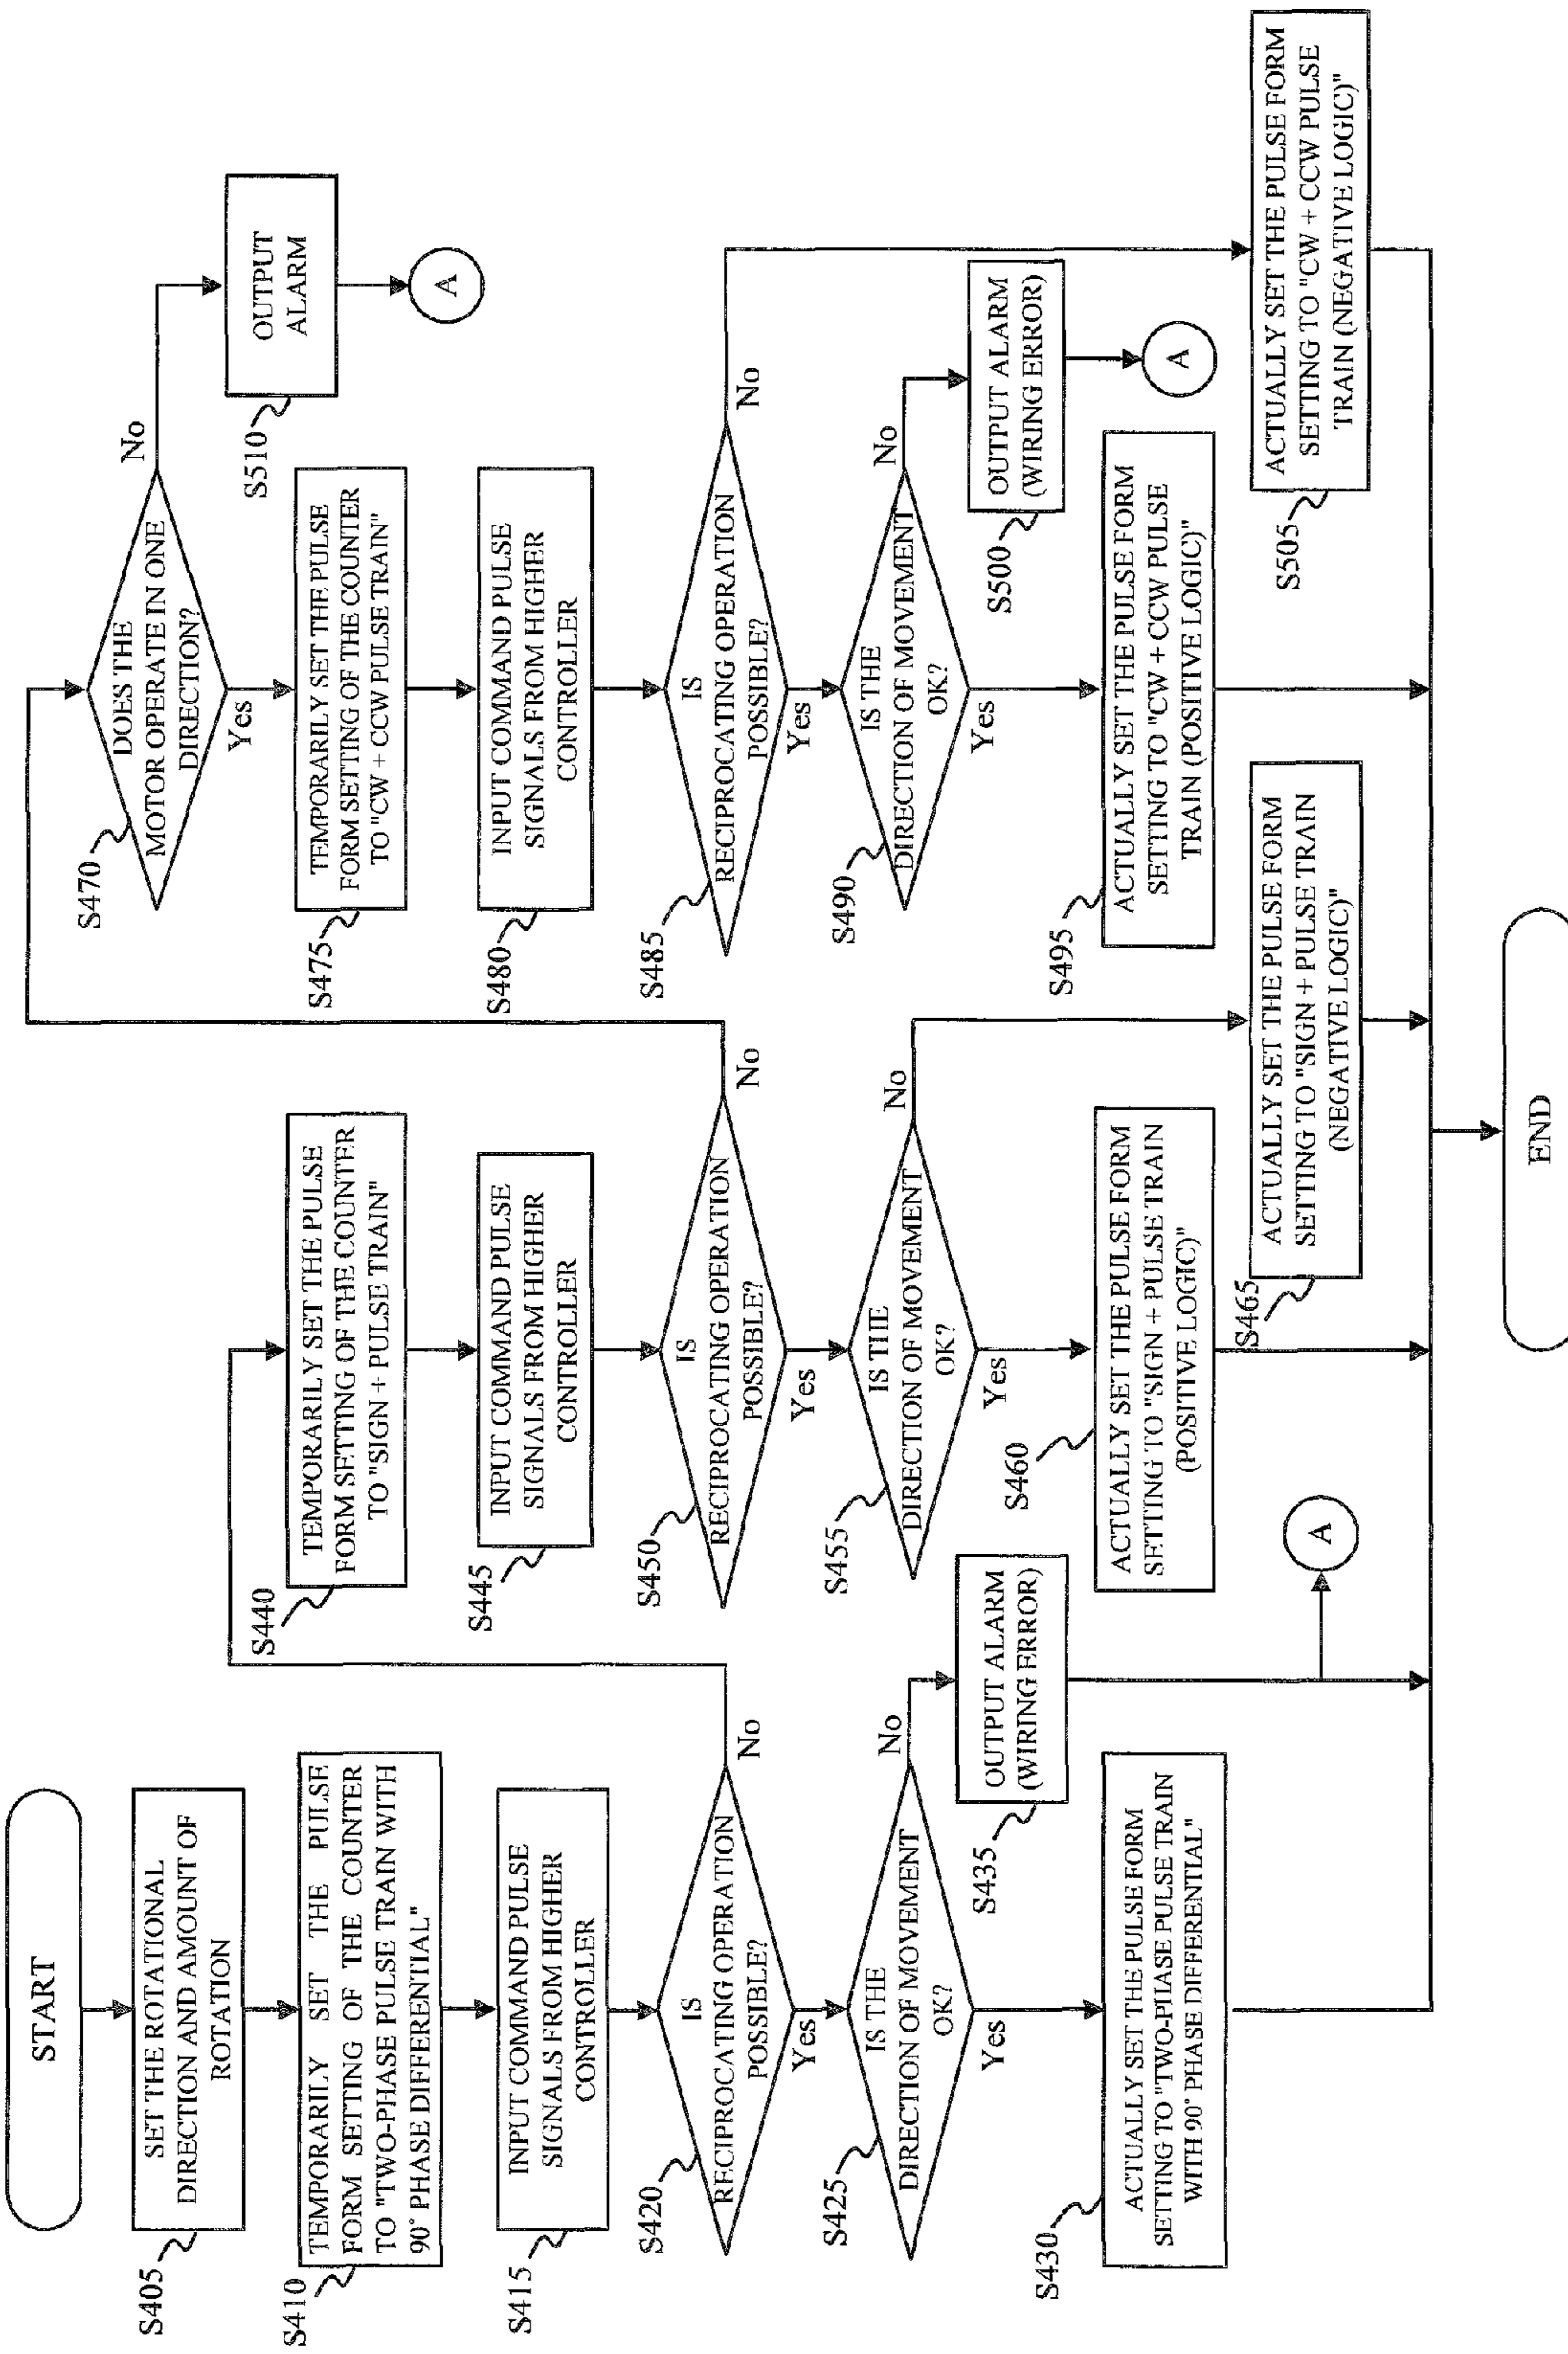 START
S405
SET THE ROTATIONAL
DIRECTION AND AMOUNT OF
ROTATION
S410
TEMPORARILY SET THE PULSE
FORM SETTING OF THE COUNTER
TO "TWO-PHASE PULSE TRAIN WITH
90° PHASE DIFFERENTIAL"
S415
INPUT COMMAND PULSE
SIGNALS FROM HIGHER
CONTROLLER
S420
IS
RECIPROCATING OPERATION
POSSIBLE?
No
Yes
S425
IS THE
DIRECTION OF MOVEMENT
OK?
No
Yes
S430
ACTUALLY SET THE PULSE FORM
SETTING TO "TWO-PHASE PULSE TRAIN
WITH 90° PHASE DIFFERENTIAL"
S435
OUTPUT ALARM
(WIRING ERROR)
A
S440
TEMPORARILY SET THE PULSE
FORM SETTING OF THE COUNTER
TO "SIGN + PULSE TRAIN"
S445
INPUT COMMAND PULSE
SIGNALS FROM HIGHER
CONTROLLER
S450
IS
RECIPROCATING OPERATION
POSSIBLE?
No
Yes
S455
IS THE
DIRECTION OF MOVEMENT
OK?
No
Yes
S460
ACTUALLY SET THE PULSE FORM
SETTING TO "SIGN + PULSE TRAIN
(POSITIVE LOGIC)"
S465
ACTUALLY SET THE PULSE FORM
SETTING TO "SIGN + PULSE TRAIN
(NEGATIVE LOGIC)"
S470
DOES THE
MOTOR OPERATE IN ONE
DIRECTION?
No
Yes
S510
OUTPUT
ALARM
A
S475
TEMPORARILY SET THE PULSE
FORM SETTING OF THE COUNTER
TO "CW + CCW PULSE TRAIN"
S480
INPUT COMMAND PULSE
SIGNALS FROM HIGHER
CONTROLLER
S485
IS
RECIPROCATING OPERATION
POSSIBLE?
No
Yes
S490
IS THE
DIRECTION OF MOVEMENT
OK?
No
Yes
S500
OUTPUT ALARM
(WIRING ERROR)
A
S495
ACTUALLY SET THE PULSE FORM
SETTING TO "CW + CCW PULSE
TRAIN (POSITIVE LOGIC)"
S505
ACTUALLY SET THE PULSE FORM
SETTING TO "CW + CCW PULSE
TRAIN (NEGATIVE LOGIC)"
END